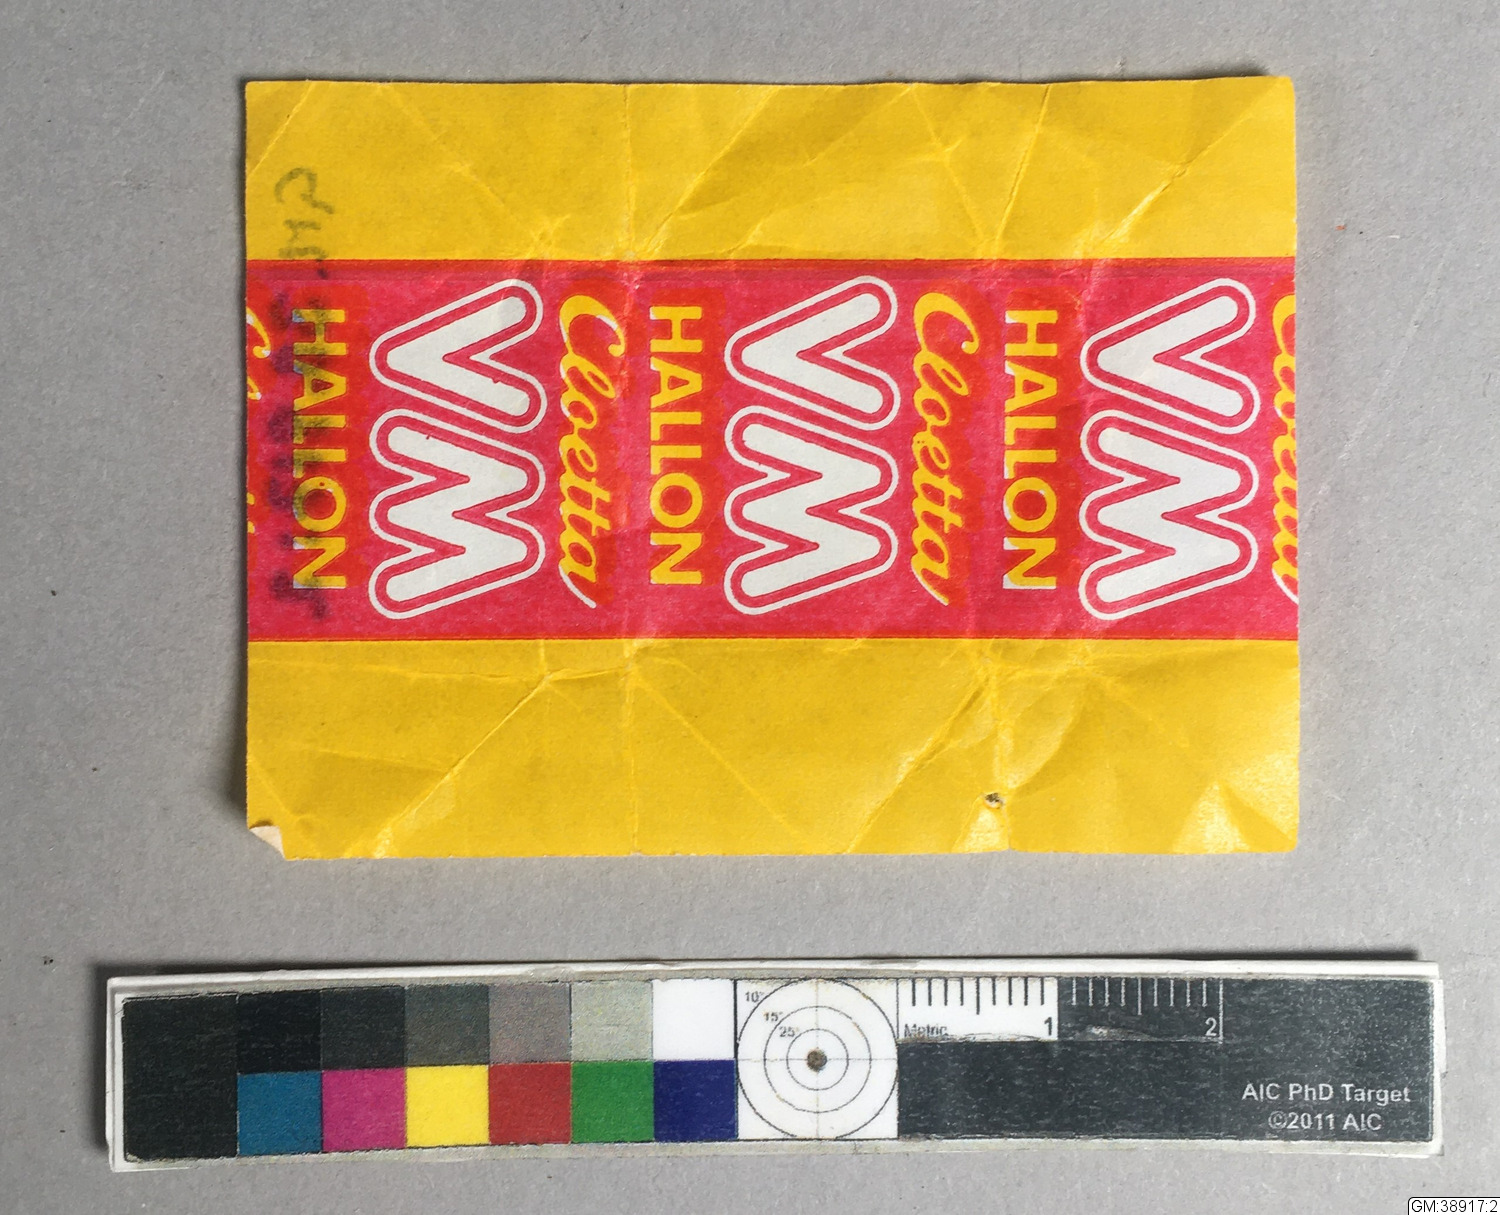 Cloetta
VM
HALLON
Cloetta
VM
HALLON
Cloetta
VM
HALLON
10°
15°
25°
Metric 1 2
AIC PhD Target
©2011 AIC
GM:38917:2